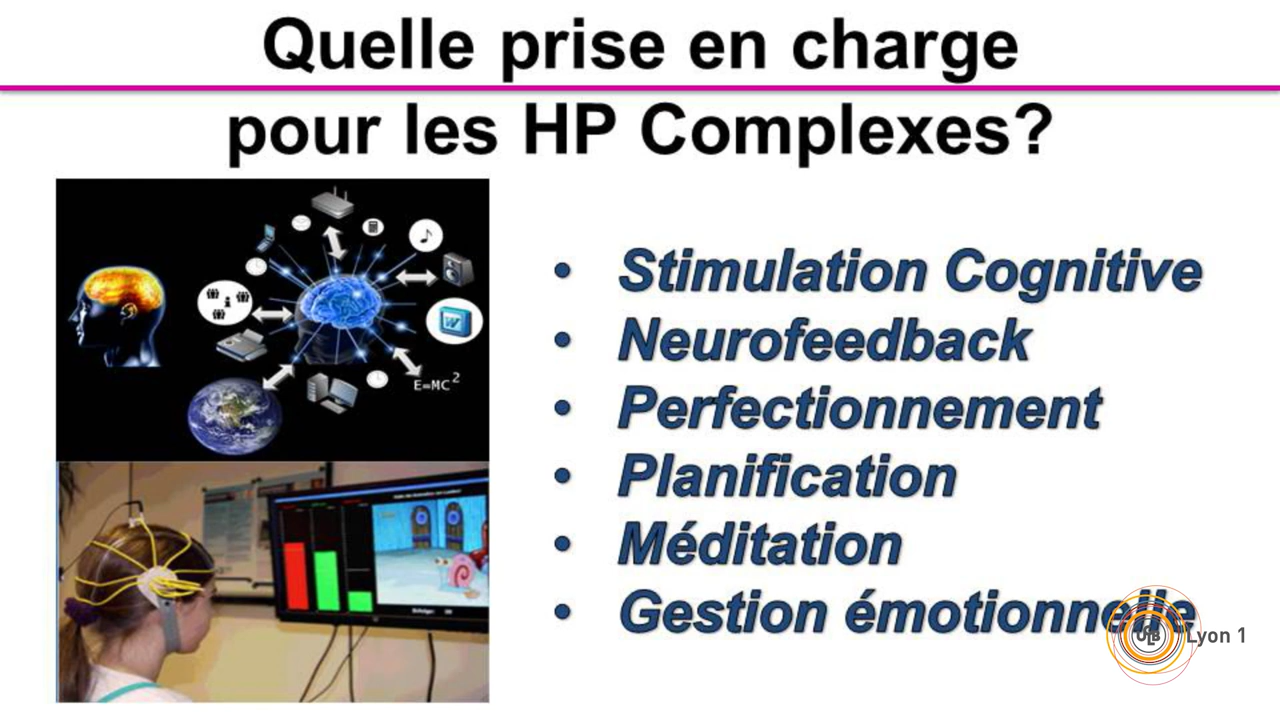 Quelle prise en charge
pour les HP Complexes?
E=MC2
• Stimulation Cognitive
• Neurofeedback
• Perfectionnement
• Planification
• Méditation
• Gestion émotionnelle
Lyon 1